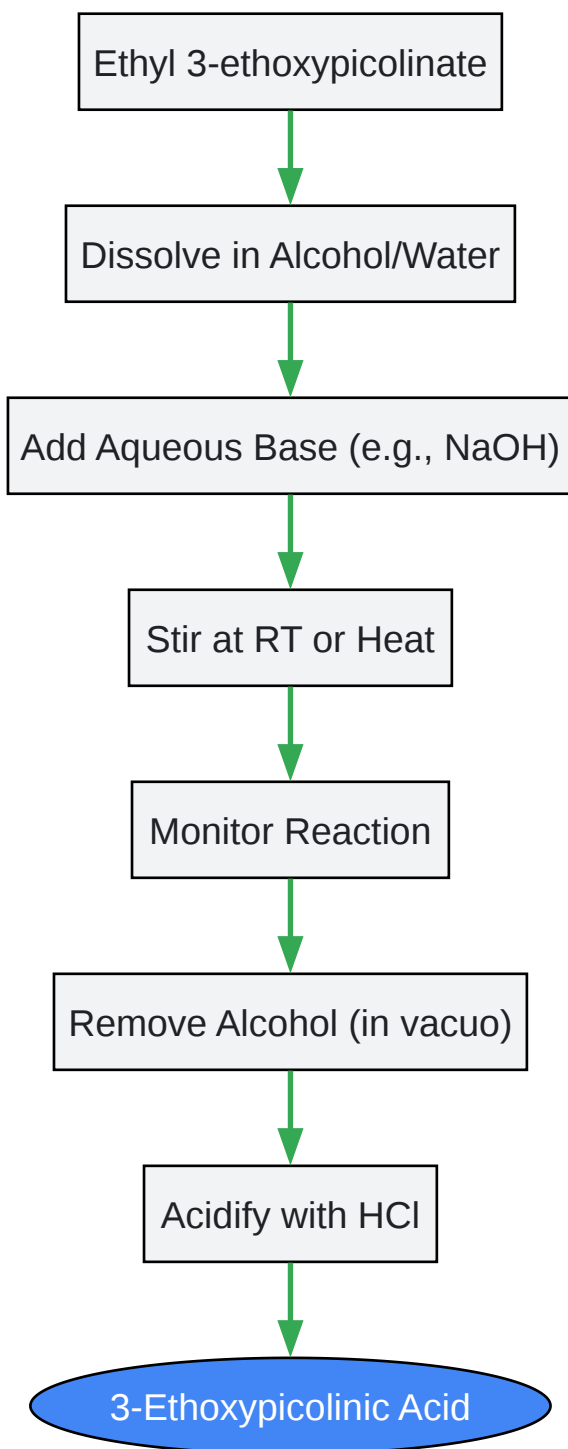 Ethyl 3-ethoxypicolinate
Dissolve in Alcohol/Water
Add Aqueous Base (e.g., NaOH)
Stir at RT or Heat
Monitor Reaction
Remove Alcohol (in vacuo)
Acidify with HCl
3-Ethoxypicolinic Acid